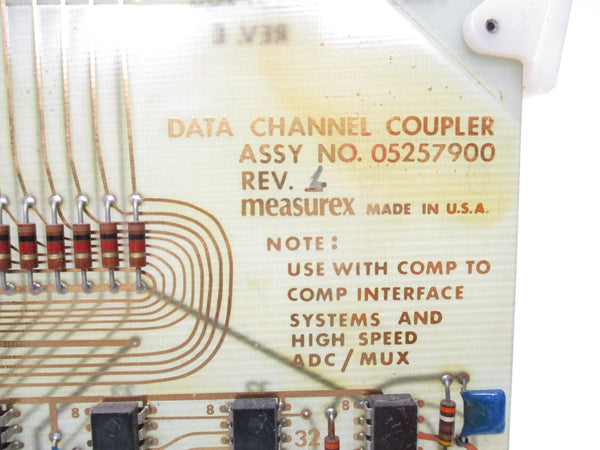 REV. E
DATA CHANNEL COUPLER
ASSY NO. 05257900
REV. 1
measurex MADE IN U.S.A.
NOTE:
USE WITH COMP TO
COMP INTERFACE
SYSTEMS AND
HIGH SPEED
ADC/MUX
8
8
8
32